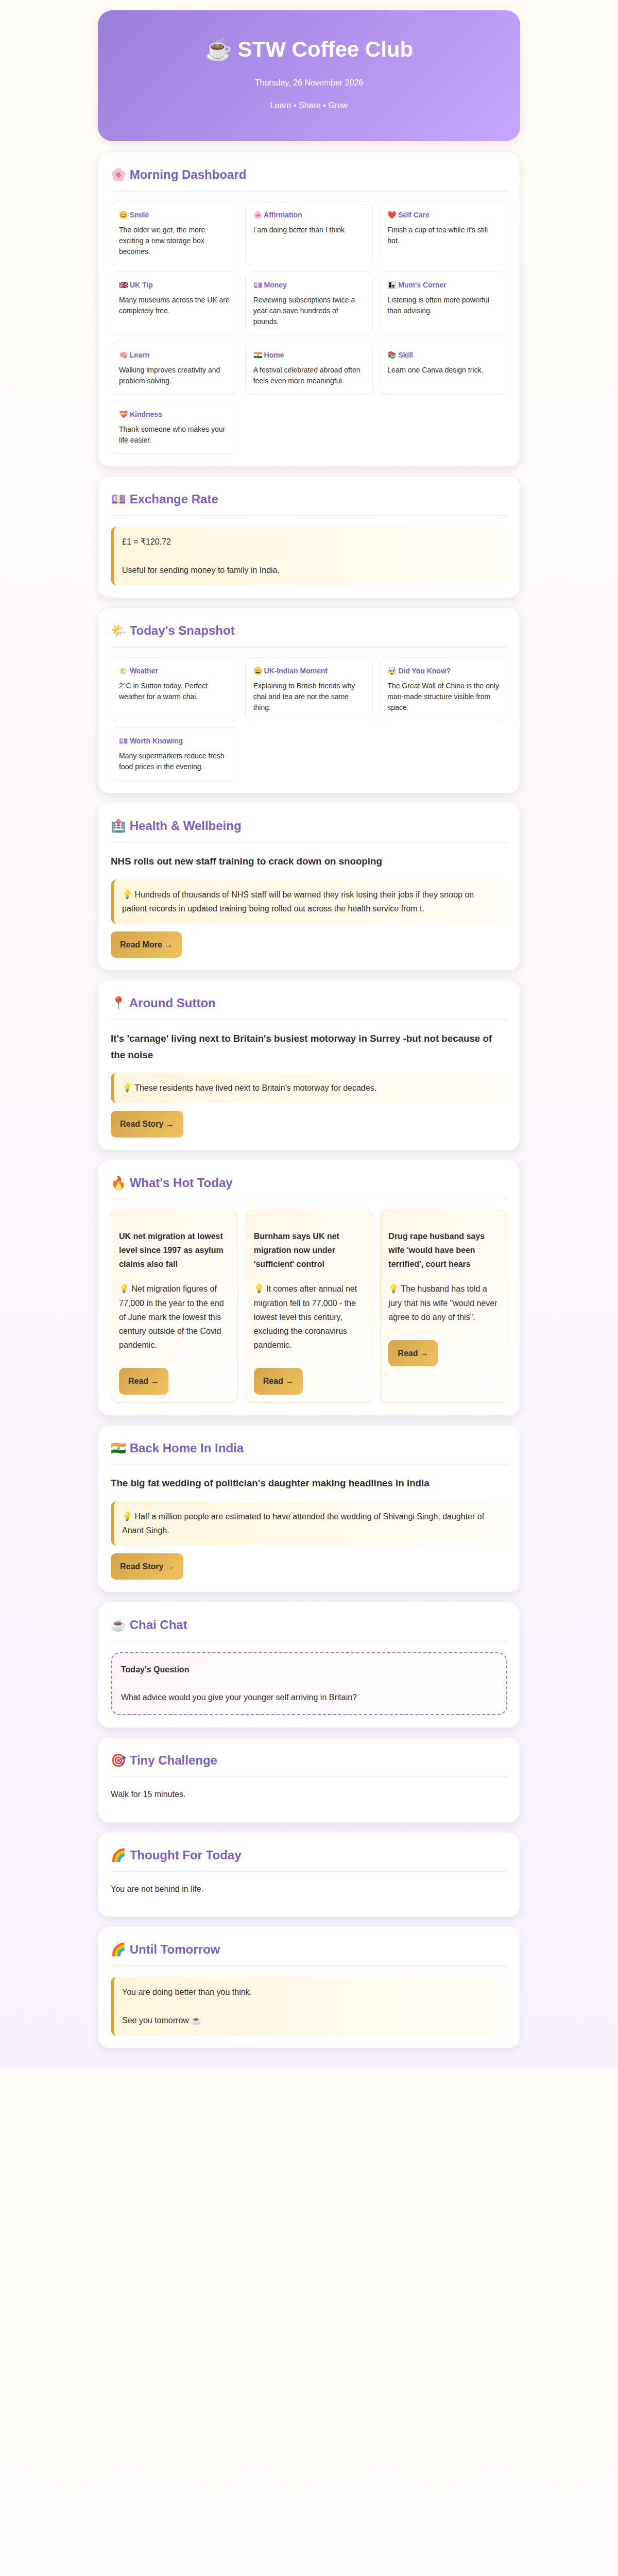 ☕ STW Coffee Club
Thursday, 26 November 2026
Learn • Share • Grow
🌸 Morning Dashboard
😊 Smile
The older we get, the more
exciting a new storage box
becomes.
🌸 Affirmation
I am doing better than I think.
❤️ Self Care
Finish a cup of tea while it's still
hot.
🇬🇧 UK Tip
Many museums across the UK are
completely free.
💷 Money
Reviewing subscriptions twice a
year can save hundreds of
pounds.
👩‍👧 Mum's Corner
Listening is often more powerful
than advising.
🧠 Learn
Walking improves creativity and
problem solving.
🇮🇳 Home
A festival celebrated abroad often
feels even more meaningful.
📚 Skill
Learn one Canva design trick.
💝 Kindness
Thank someone who makes your
life easier.
💷 Exchange Rate
£1 = ₹120.72
Useful for sending money to family in India.
🌤️ Today's Snapshot
🌤️ Weather
2°C in Sutton today. Perfect
weather for a warm chai.
😄 UK-Indian Moment
Explaining to British friends why
chai and tea are not the same
thing.
🤯 Did You Know?
The Great Wall of China is the only
man-made structure visible from
space.
💷 Worth Knowing
Many supermarkets reduce fresh
food prices in the evening.
🏥 Health & Wellbeing
NHS rolls out new staff training to crack down on snooping
💡 Hundreds of thousands of NHS staff will be warned they risk losing their jobs if they snoop on
patient records in updated training being rolled out across the health service from t.
Read More →
📍 Around Sutton
It's 'carnage' living next to Britain's busiest motorway in Surrey -but not because of
the noise
💡 These residents have lived next to Britain's motorway for decades.
Read Story →
🔥 What's Hot Today
UK net migration at lowest
level since 1997 as asylum
claims also fall
💡 Net migration figures of
77,000 in the year to the end
of June mark the lowest this
century outside of the Covid
pandemic.
Read →
Burnham says UK net
migration now under
'sufficient' control
💡 It comes after annual net
migration fell to 77,000 - the
lowest level this century,
excluding the coronavirus
pandemic.
Read →
Drug rape husband says
wife 'would have been
terrified', court hears
💡 The husband has told a
jury that his wife "would never
agree to do any of this".
Read →
🇮🇳 Back Home In India
The big fat wedding of politician's daughter making headlines in India
💡 Half a million people are estimated to have attended the wedding of Shivangi Singh, daughter of
Anant Singh.
Read Story →
☕ Chai Chat
Today's Question
What advice would you give your younger self arriving in Britain?
🎯 Tiny Challenge
Walk for 15 minutes.
🌈 Thought For Today
You are not behind in life.
🌈 Until Tomorrow
You are doing better than you think.
See you tomorrow ☕